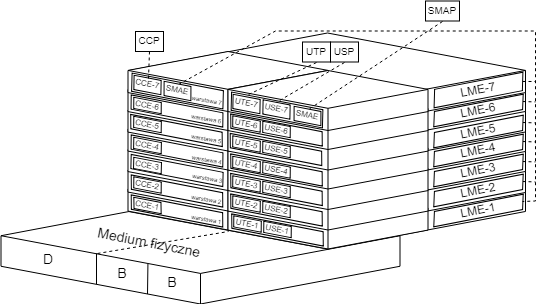 SMAP
CCP
UTP USP
CCE-7 SMAE warstwa 7 UTE-7 USE-7 SMAE LME-7
CCE-6 warstwa 6 UTE-6 USE-6 LME-6
CCE-5 warstwa 5 UTE-5 USE-5 LME-5
CCE-4 warstwa 4 UTE-4 USE-4 LME-4
CCE-3 warstwa 3 UTE-3 USE-3 LME-3
CCE-2 warstwa 2 UTE-2 USE-2 LME-2
CCE-1 warstwa 1 UTE-1 USE-1 LME-1
Medium fizyczne
D B B